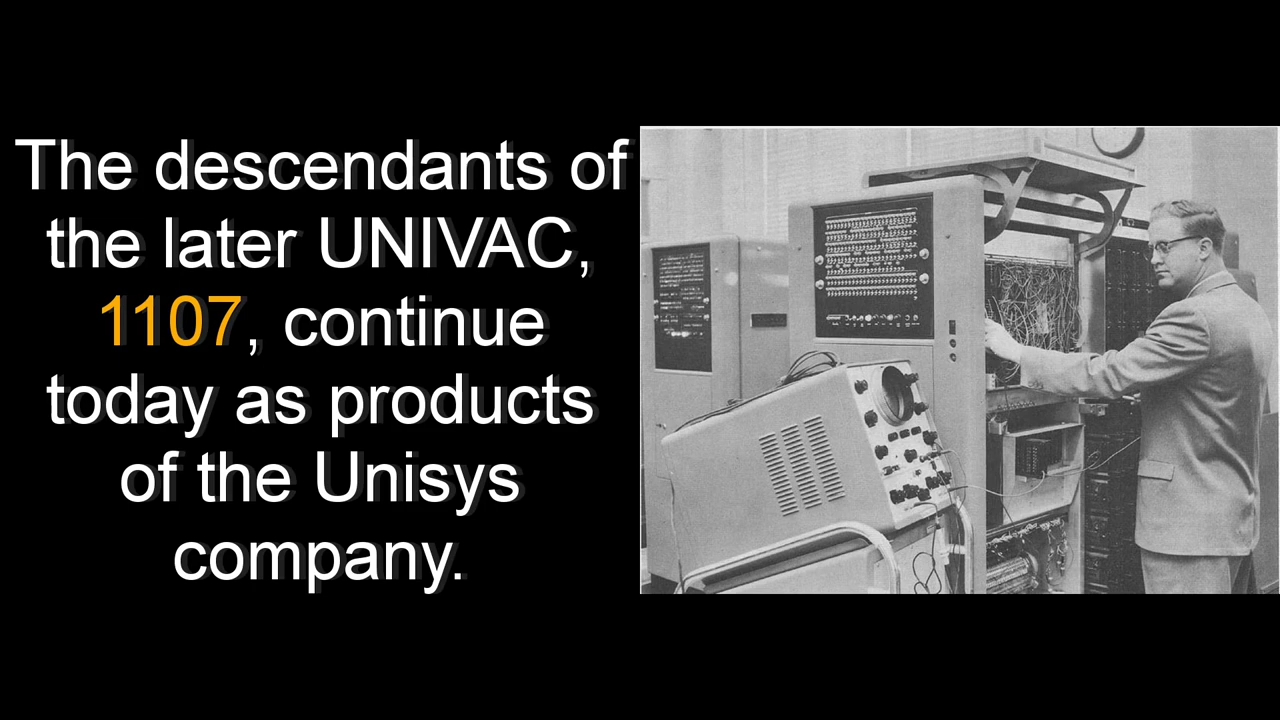 The descendants of
the later UNIVAC,
1107, continue
today as products
of the Unisys
company.